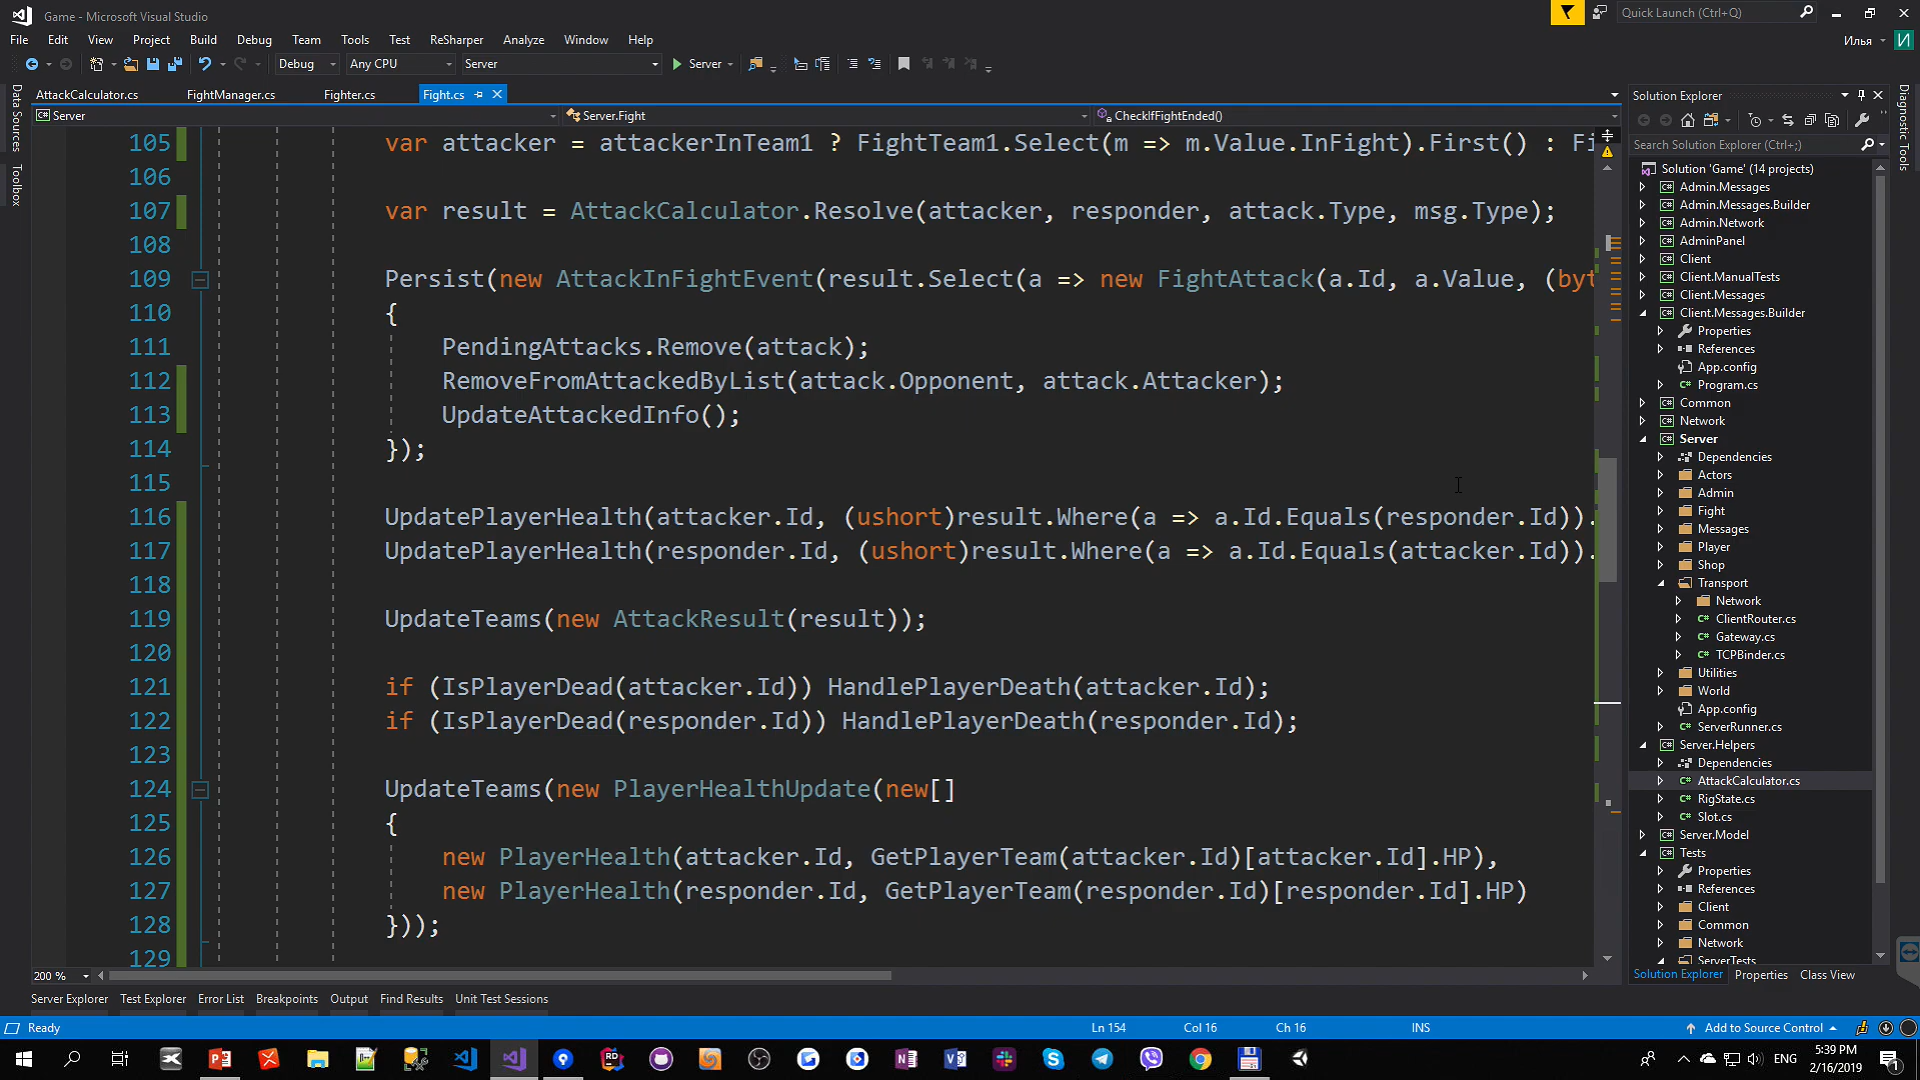 Game - Microsoft Visual Studio
Quick Launch (Ctrl+Q)
File Edit View Project Build Debug Team Tools Test ReSharper Analyze Window Help
Илья
И
Debug Any CPU Server Server
AttackCalculator.cs FightManager.cs Fighter.cs Fight.cs
Server Server.Fight CheckIfFightEnded()
Data Sources
Toolbox
105 var attacker = attackerInTeam1 ? FightTeam1.Select(m => m.Value.InFight).First() : Fi
106
107 var result = AttackCalculator.Resolve(attacker, responder, attack.Type, msg.Type);
108
109 Persist(new AttackInFightEvent(result.Select(a => new FightAttack(a.Id, a.Value, (byt
110 {
111 PendingAttacks.Remove(attack);
112 RemoveFromAttackedByList(attack.Opponent, attack.Attacker);
113 UpdateAttackedInfo();
114 });
115
116 UpdatePlayerHealth(attacker.Id, (ushort)result.Where(a => a.Id.Equals(responder.Id)).
117 UpdatePlayerHealth(responder.Id, (ushort)result.Where(a => a.Id.Equals(attacker.Id)).
118
119 UpdateTeams(new AttackResult(result));
120
121 if (IsPlayerDead(attacker.Id)) HandlePlayerDeath(attacker.Id);
122 if (IsPlayerDead(responder.Id)) HandlePlayerDeath(responder.Id);
123
124 UpdateTeams(new PlayerHealthUpdate(new[]
125 {
126 new PlayerHealth(attacker.Id, GetPlayerTeam(attacker.Id)[attacker.Id].HP),
127 new PlayerHealth(responder.Id, GetPlayerTeam(responder.Id)[responder.Id].HP)
128 }));
129
200 %
Solution Explorer
Search Solution Explorer (Ctrl+;)
Solution 'Game' (14 projects)
Admin.Messages
Admin.Messages.Builder
Admin.Network
AdminPanel
Client
Client.ManualTests
Client.Messages
Client.Messages.Builder
Properties
References
App.config
Program.cs
Common
Network
Server
Dependencies
Actors
Admin
Fight
Messages
Player
Shop
Transport
Network
ClientRouter.cs
Gateway.cs
TCPBinder.cs
Utilities
World
App.config
ServerRunner.cs
Server.Helpers
Dependencies
AttackCalculator.cs
RigState.cs
Slot.cs
Server.Model
Tests
Properties
References
Client
Common
Network
ServerTests
Solution Explorer Properties Class View
Diagnostic Tools
Server Explorer Test Explorer Error List Breakpoints Output Find Results Unit Test Sessions
Ready Ln 154 Col 16 Ch 16 INS Add to Source Control
ENG
5:39 PM
2/16/2019
1